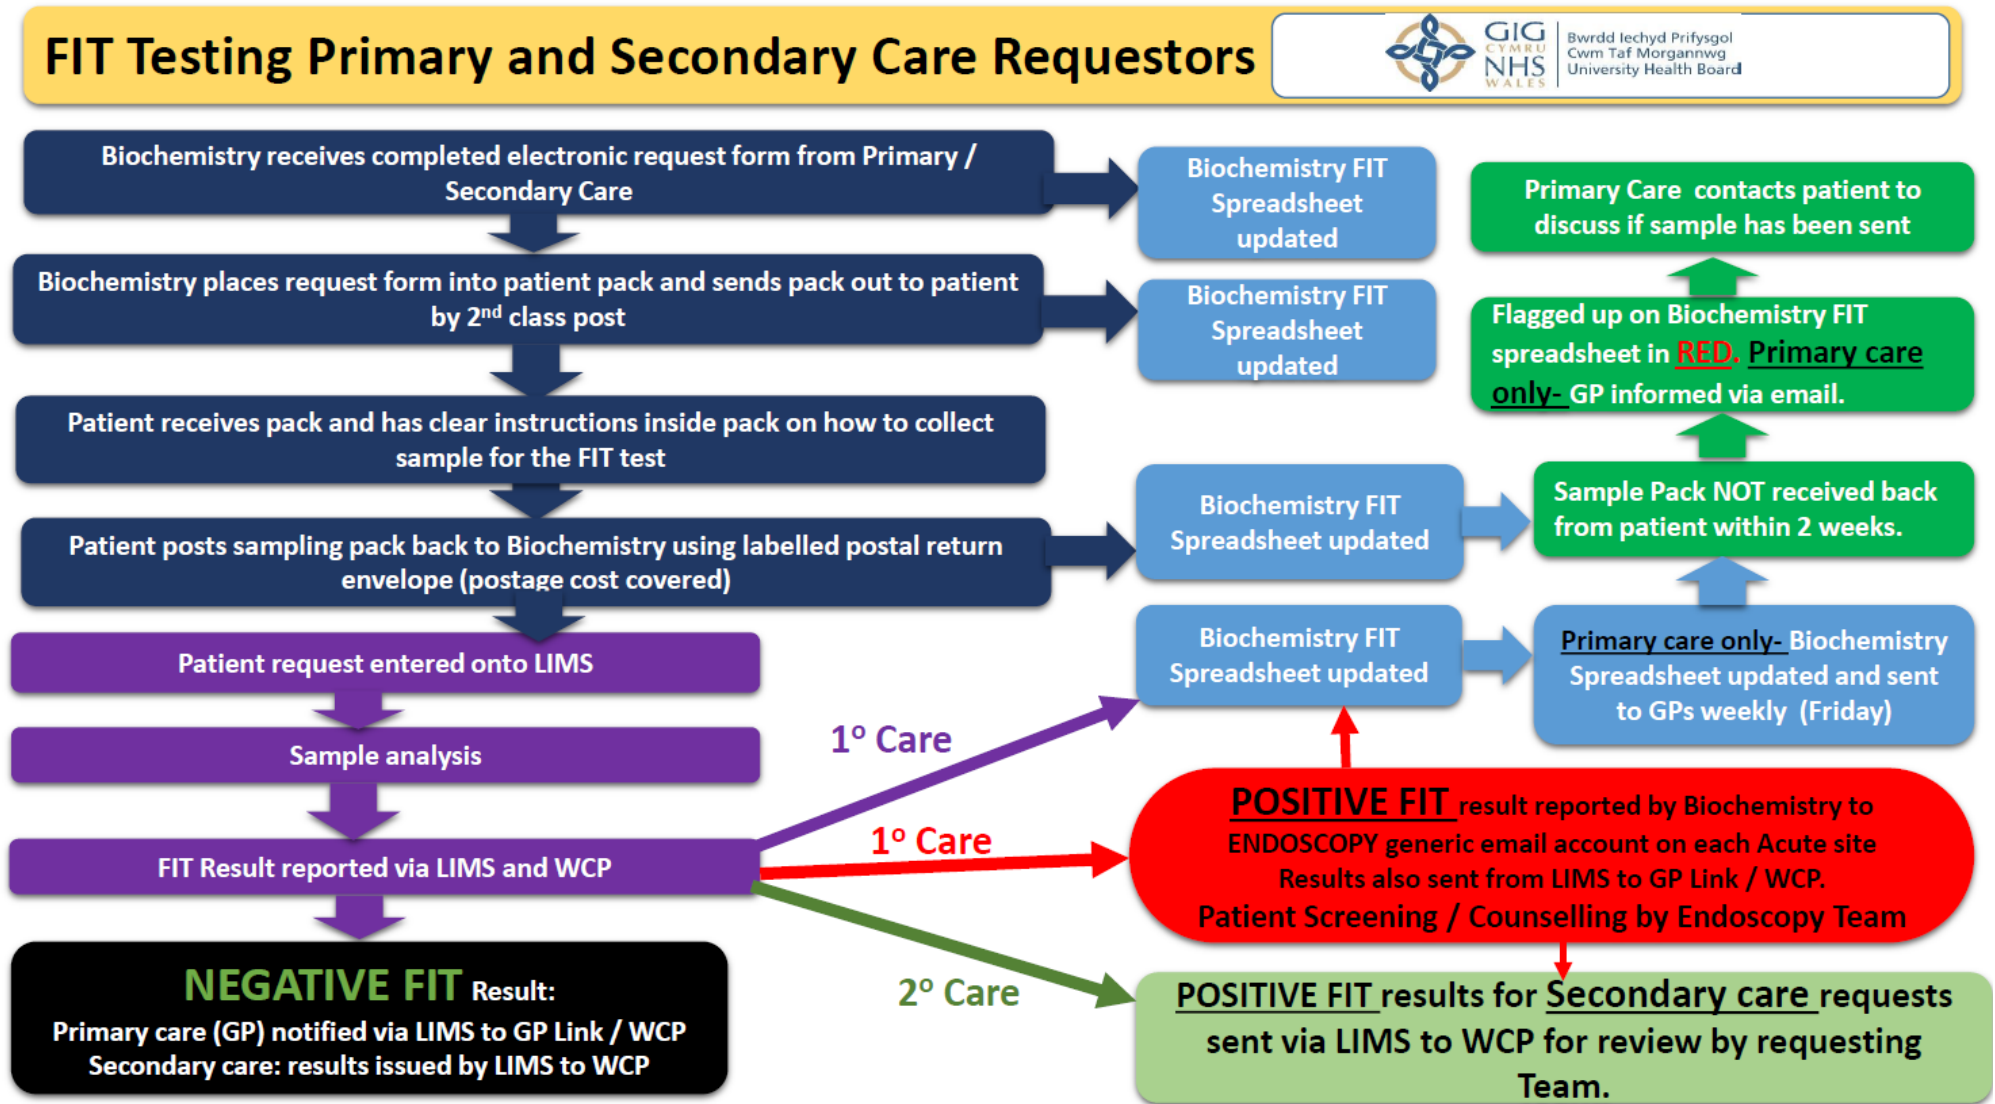 FIT Testing Primary and Secondary Care Requestors
GIG
CYMRU
NHS
WALES
Bwrdd Iechyd Prifysgol
Cwm Taf Morgannwg
University Health Board
Biochemistry receives completed electronic request form from Primary /
Secondary Care
Biochemistry FIT
Spreadsheet
updated
Primary Care contacts patient to
discuss if sample has been sent
Biochemistry places request form into patient pack and sends pack out to patient
by 2nd class post
Biochemistry FIT
Spreadsheet
updated
Flagged up on Biochemistry FIT
spreadsheet in RED. Primary care
only- GP informed via email.
Patient receives pack and has clear instructions inside pack on how to collect
sample for the FIT test
Patient posts sampling pack back to Biochemistry using labelled postal return
envelope (postage cost covered)
Biochemistry FIT
Spreadsheet updated
Sample Pack NOT received back
from patient within 2 weeks.
Patient request entered onto LIMS
Biochemistry FIT
Spreadsheet updated
Primary care only- Biochemistry
Spreadsheet updated and sent
to GPs weekly (Friday)
Sample analysis
1o Care
FIT Result reported via LIMS and WCP
1o Care
POSITIVE FIT result reported by Biochemistry to
ENDOSCOPY generic email account on each Acute site
Results also sent from LIMS to GP Link / WCP.
Patient Screening / Counselling by Endoscopy Team
NEGATIVE FIT Result:
Primary care (GP) notified via LIMS to GP Link / WCP
Secondary care: results issued by LIMS to WCP
2o Care
POSITIVE FIT results for Secondary care requests
sent via LIMS to WCP for review by requesting
Team.